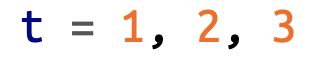 t = 1, 2, 3